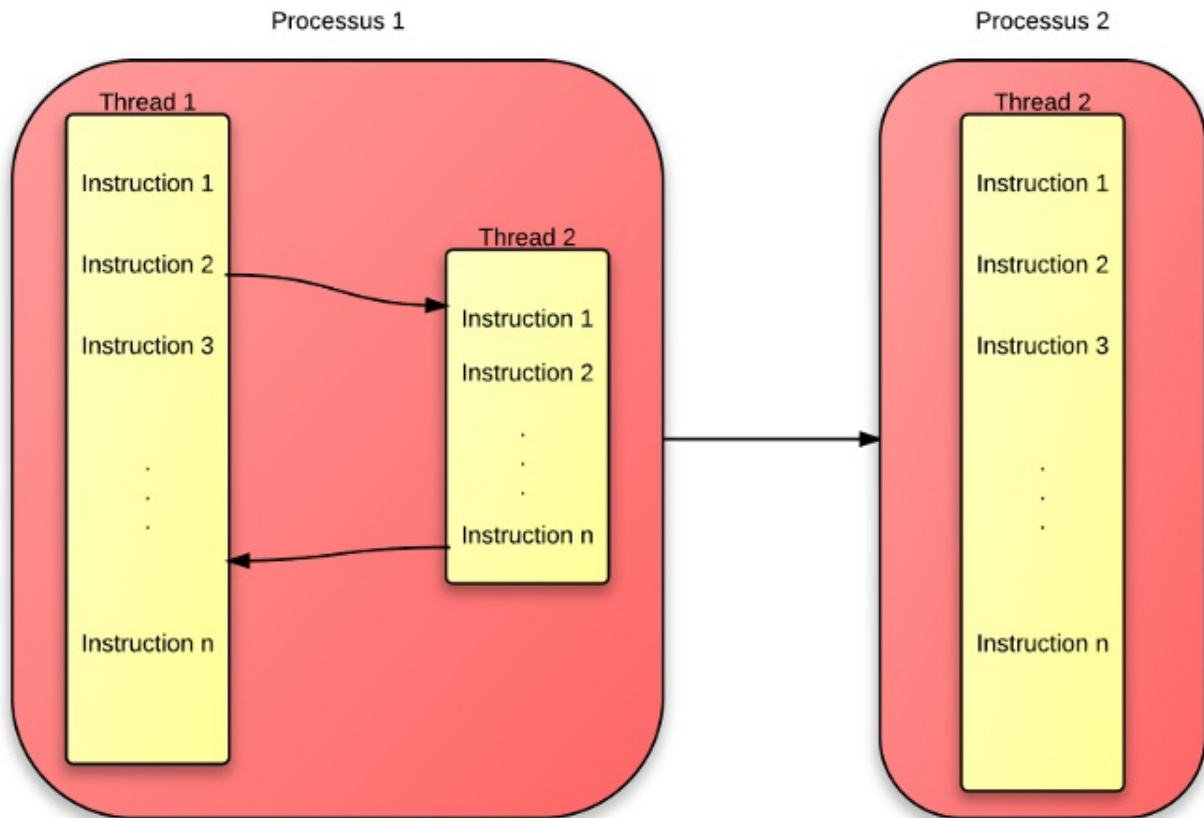 Processus 1
Thread 1
Instruction 1
Instruction 2
Instruction 3
.
.
.
Instruction n
Thread 2
Instruction 1
Instruction 2
.
.
.
Instruction n
Processus 2
Thread 2
Instruction 1
Instruction 2
Instruction 3
.
.
.
Instruction n